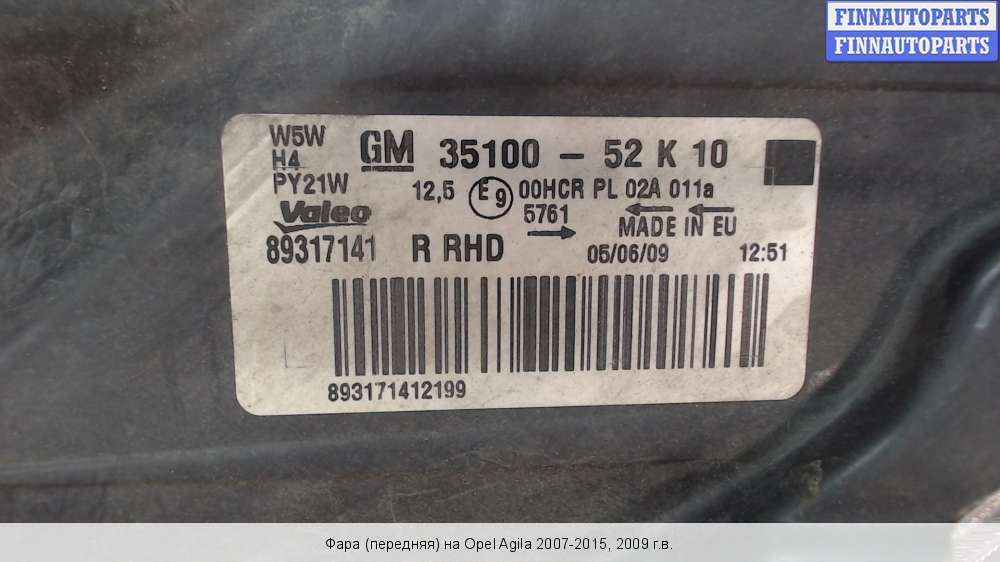 FINNAUTOPARTS
FINNAUTOPARTS
W5W
H4
PY21W
GM 35100 - 52 K 10
12,5 E9 00HCR PL 02A 011a
5761
Valeo
MADE IN EU
89317141 R RHD
05/06/09 12:51
893171412199
Фара (передняя) на Opel Agila 2007-2015, 2009 г.в.